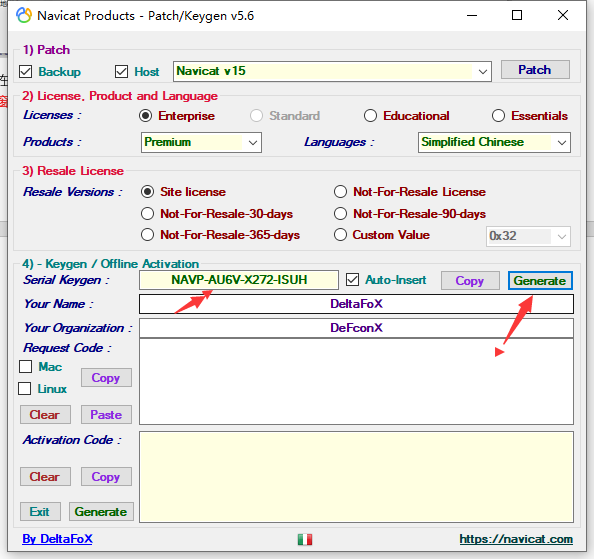 Navicat Products - Patch/Keygen v5.6
1) Patch
Backup Host Navicat v15 Patch
2) License, Product and Language
Licenses : Enterprise Standard Educational Essentials
Products : Premium Languages : Simplified Chinese
3) Resale License
Resale Versions : Site license Not-For-Resale License
Not-For-Resale-30-days Not-For-Resale-90-days
Not-For-Resale-365-days Custom Value 0x32
4) - Keygen / Offline Activation
Serial Keygen : NAVP-AU6V-X272-ISUH Auto-Insert Copy Generate
Your Name : DeltaFoX
Your Organization : DeFconX
Request Code :
Mac
Linux
Copy
Clear Paste
Activation Code :
Clear Copy
Exit Generate
By DeltaFoX https://navicat.com